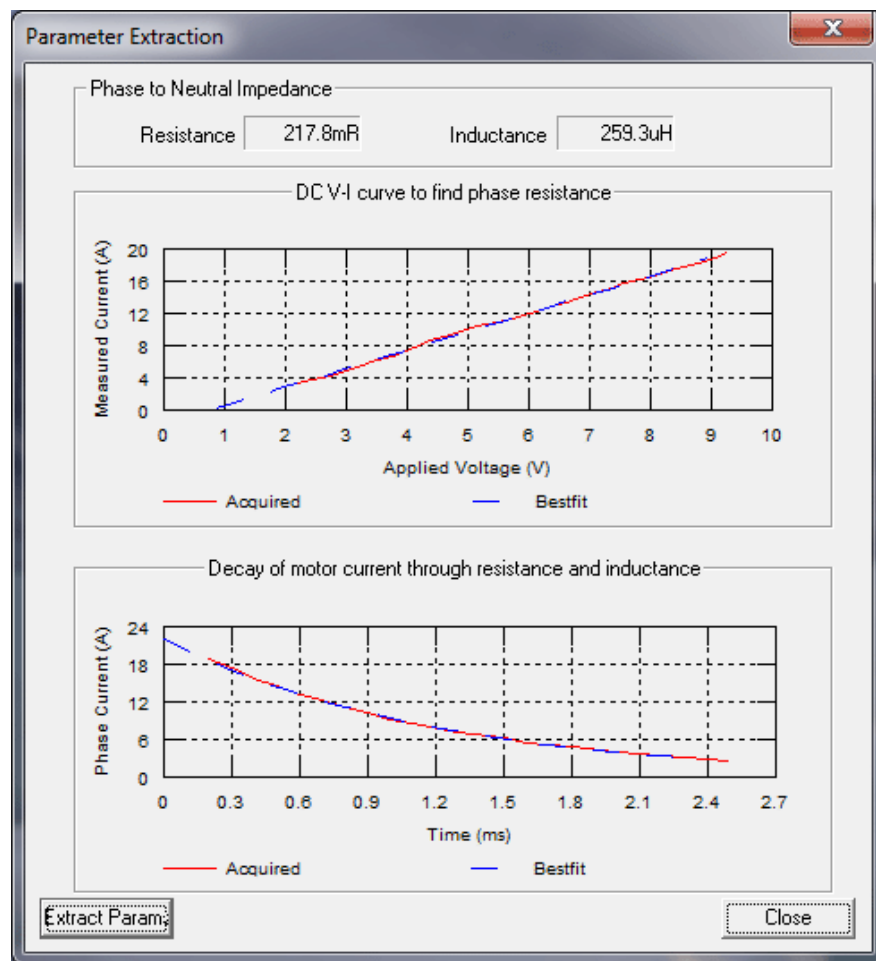 Parameter Extraction
Phase to Neutral Impedance
Resistance 217.8mR Inductance 259.3uH
DC V-I curve to find phase resistance
Measured Current (A)
20
16
12
8
4
0
0 1 2 3 4 5 6 7 8 9 10
Applied Voltage (V)
Acquired Bestfit
Decay of motor current through resistance and inductance
Phase Current (A)
24
18
12
6
0
0 0.3 0.6 0.9 1.2 1.5 1.8 2.1 2.4 2.7
Time (ms)
Acquired Bestfit
Extract Params Close